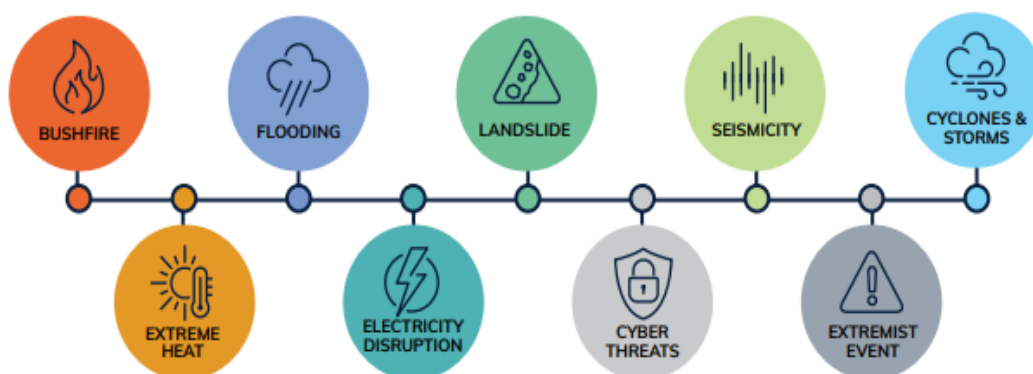 BUSHFIRE
FLOODING
LANDSLIDE
SEISMICITY
CYCLONES &
STORMS
EXTREME
HEAT
ELECTRICITY
DISRUPTION
CYBER
THREATS
EXTREMIST
EVENT